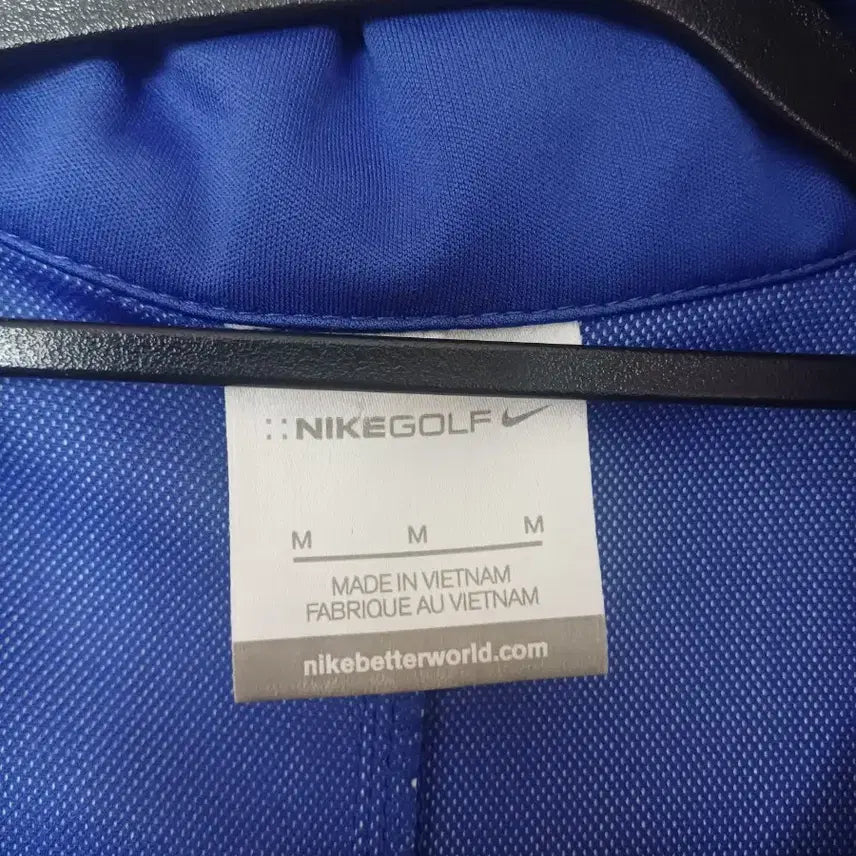 NIKEGOLF
M M M
MADE IN VIETNAM
FABRIQUE AU VIETNAM
nikebetterworld.com